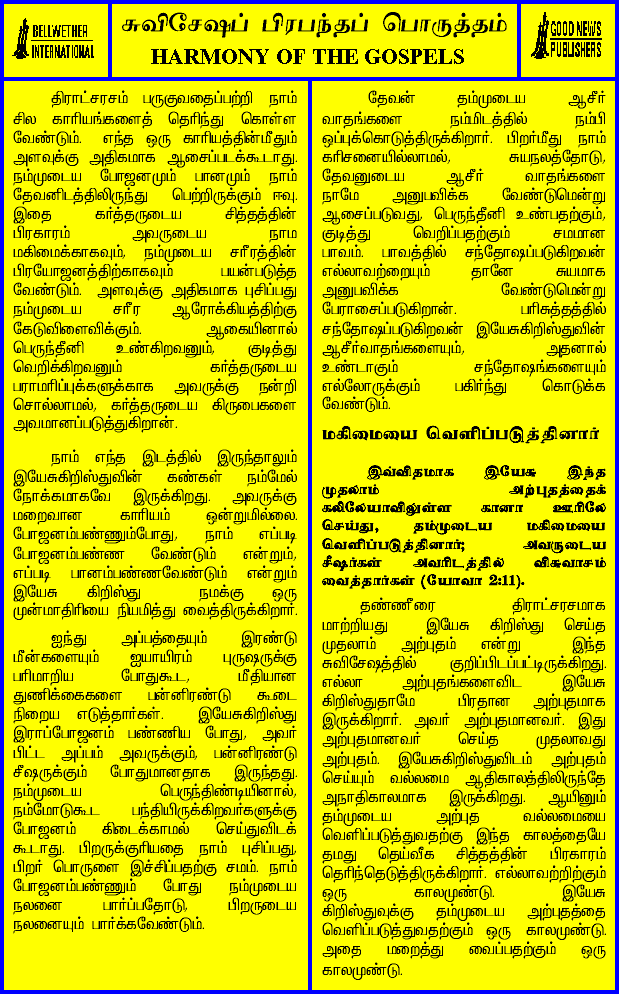 BELLWETHER
INTERNATIONAL
சுவிசேஷப் பிரபந்தப் பொருத்தம்
HARMONY OF THE GOSPELS
GOOD NEWS
PUBLISHERS
திராட்சரசம் பருகுவதைப்பற்றி நாம்
சில காரியங்களைத் தெரிந்து கொள்ள
வேண்டும். எந்த ஒரு காரியத்தின்மீதும்
அளவுக்கு அதிகமாக ஆசைப்படக்கூடாது.
நம்முடைய போஜனமும் பானமும் நாம்
தேவனிடத்திலிருந்து பெற்றிருக்கும் ஈவு.
இதை கர்த்தருடைய சித்தத்தின்
பிரகாரம் அவருடைய நாம
மகிமைக்காகவும், நம்முடைய சரீரத்தின்
பிரயோஜனத்திற்காகவும் பயன்படுத்த
வேண்டும். அளவுக்கு அதிகமாக புசிப்பது
நம்முடைய சரீர ஆரோக்கியத்திற்கு
கேடுவிளைவிக்கும். ஆகையினால்
பெருந்தீனி உண்கிறவனும், குடித்து
வெறிக்கிறவனும் கர்த்தருடைய
பராமரிப்புக்களுக்காக அவருக்கு நன்றி
சொல்லாமல், கர்த்தருடைய கிருபைகளை
அவமானப்படுத்துகிறான்.
நாம் எந்த இடத்தில் இருந்தாலும்
இயேசுகிறிஸ்துவின் கண்கள் நம்மேல்
நோக்கமாகவே இருக்கிறது. அவருக்கு
மறைவான காரியம் ஒன்றுமில்லை.
போஜனம்பண்ணும்போது, நாம் எப்படி
போஜனம்பண்ண வேண்டும் என்றும்,
எப்படி பானம்பண்ணவேண்டும் என்றும்
இயேசு கிறிஸ்து நமக்கு ஒரு
முன்மாதிரியை நியமித்து வைத்திருக்கிறார்.
ஐந்து அப்பத்தையும் இரண்டு
மீன்களையும் ஐயாயிரம் புருஷருக்கு
பரிமாறிய போதுகூட, மீதியான
துணிக்கைகளை பன்னிரண்டு கூடை
நிறைய எடுத்தார்கள். இயேசுகிறிஸ்து
இராப்போஜனம் பண்ணிய போது, அவர்
பிட்ட அப்பம் அவருக்கும், பன்னிரண்டு
சீஷருக்கும் போதுமானதாக இருந்தது.
நம்முடைய பெருந்திண்டியினால்,
நம்மோடுகூட பந்தியிருக்கிறவர்களுக்கு
போஜனம் கிடைக்காமல் செய்துவிடக்
கூடாது. பிறருக்குரியதை நாம் புசிப்பது,
பிறர் பொருளை இச்சிப்பதற்கு சமம். நாம்
போஜனம்பண்ணும் போது நம்முடைய
நலனை பார்ப்பதோடு, பிறருடைய
நலனையும் பார்க்கவேண்டும்.
தேவன் தம்முடைய ஆசீர்
வாதங்களை நம்மிடத்தில் நம்பி
ஒப்புக்கொடுத்திருக்கிறார். பிறர்மீது நாம்
கரிசனையில்லாமல், சுயநலத்தோடு,
தேவனுடைய ஆசீர் வாதங்களை
நாமே அனுபவிக்க வேண்டுமென்று
ஆசைப்படுவது, பெருந்தீனி உண்பதற்கும்,
குடித்து வெறிப்பதற்கும் சமமான
பாவம். பாவத்தில் சந்தோஷப்படுகிறவன்
எல்லாவற்றையும் தானே சுயமாக
அனுபவிக்க வேண்டுமென்று
பேராசைப்படுகிறான். பரிசுத்தத்தில்
சந்தோஷப்படுகிறவன் இயேசுகிறிஸ்துவின்
ஆசீர்வாதங்களையும், அதனால்
உண்டாகும் சந்தோஷங்களையும்
எல்லோருக்கும் பகிர்ந்து கொடுக்க
வேண்டும்.
மகிமையை வெளிப்படுத்தினார்
இவ்விதமாக இயேசு இந்த
முதலாம் அற்புதத்தைக்
கலிலேயாவிலுள்ள கானா ஊரிலே
செய்து, தம்முடைய மகிமையை
வெளிப்படுத்தினார்; அவருடைய
சீஷர்கள் அவரிடத்தில் விசுவாசம்
வைத்தார்கள் (யோவா 2:11).
தண்ணீரை திராட்சரசமாக
மாற்றியது இயேசு கிறிஸ்து செய்த
முதலாம் அற்புதம் என்று இந்த
சுவிசேஷத்தில் குறிப்பிடப்பட்டிருக்கிறது.
எல்லா அற்புதங்களைவிட இயேசு
கிறிஸ்துதாமே பிரதான அற்புதமாக
இருக்கிறார். அவர் அற்புதமானவர். இது
அற்புதமானவர் செய்த முதலாவது
அற்புதம். இயேசுகிறிஸ்துவிடம் அற்புதம்
செய்யும் வல்லமை ஆதிகாலத்திலிருந்தே
அநாதிகாலமாக இருக்கிறது. ஆயினும்
தம்முடைய அற்புத வல்லமையை
வெளிப்படுத்துவதற்கு இந்த காலத்தையே
தமது தெய்வீக சித்தத்தின் பிரகாரம்
தெரிந்தெடுத்திருக்கிறார். எல்லாவற்றிற்கும்
ஒரு காலமுண்டு. இயேசு
கிறிஸ்துவுக்கு தம்முடைய அற்புதத்தை
வெளிப்படுத்துவதற்கும் ஒரு காலமுண்டு.
அதை மறைத்து வைப்பதற்கும் ஒரு
காலமுண்டு.